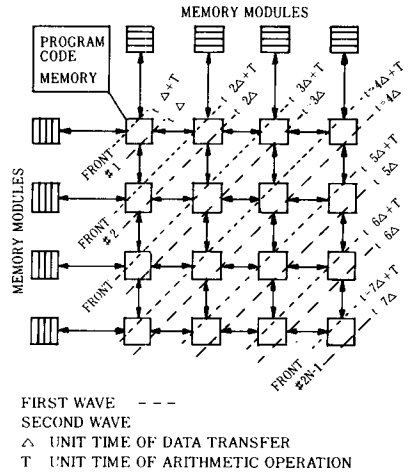 MEMORY MODULES
PROGRAM
CODE
MEMORY
Δ+T
Δ
2Δ+T
2Δ
3Δ+T
3Δ
t=4Δ+T
t=4Δ
5Δ+T
5Δ
6Δ+T
6Δ
t=7Δ+T
7Δ
MEMORY MODULES
FRONT
#1
FRONT
#2
FRONT
FRONT
#2N-1
FIRST WAVE - - -
SECOND WAVE
Δ UNIT TIME OF DATA TRANSFER
T UNIT TIME OF ARITHMETIC OPERATION